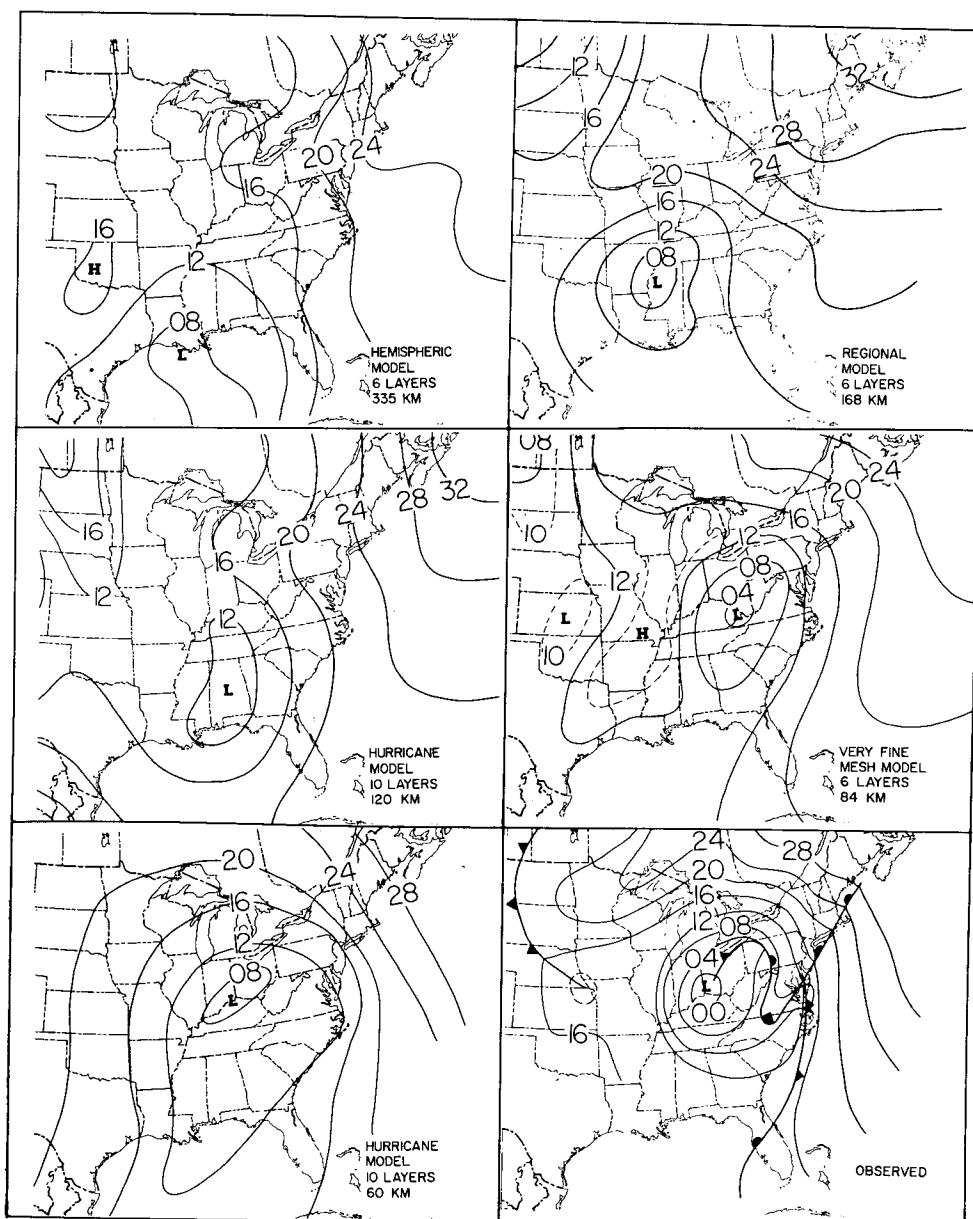 12
32
16
28
20
24
24
20
16
16
16
12
12
H
08
08
L
L
HEMISPHERIC
MODEL
6 LAYERS
335 KM
REGIONAL
MODEL
6 LAYERS
168 KM
08
24
32
28
20
16
24
16
20
10
12
16
08
12
12
04
12
L
L
H
10
L
HURRICANE
MODEL
10 LAYERS
120 KM
VERY FINE
MESH MODEL
6 LAYERS
84 KM
24
28
20
24
20
28
16
16
12
08
12
04
08
L
L
00
16
HURRICANE
MODEL
10 LAYERS
60 KM
OBSERVED